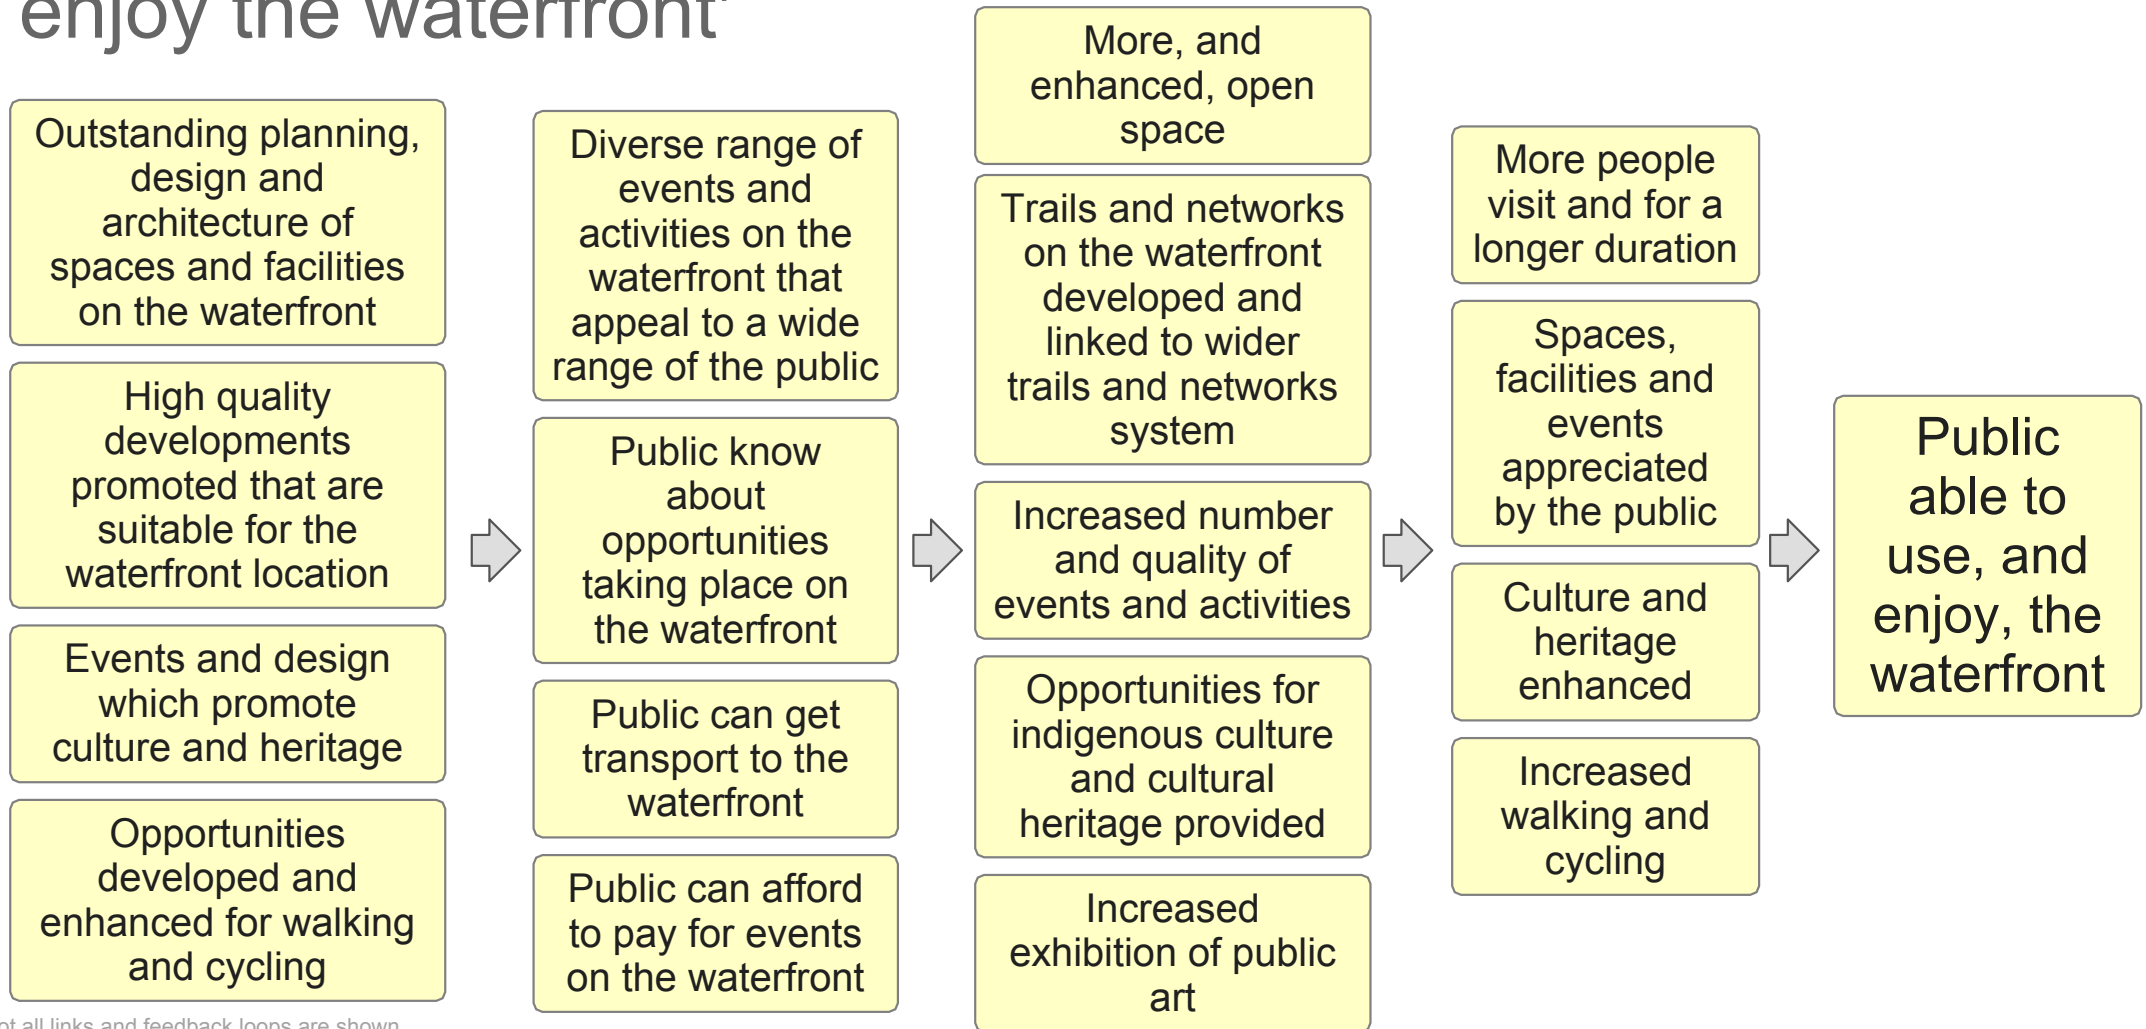 enjoy the waterfront'
Outstanding planning,
design and
architecture of
spaces and facilities
on the waterfront
High quality
developments
promoted that are
suitable for the
waterfront location
Events and design
which promote
culture and heritage
Opportunities
developed and
enhanced for walking
and cycling
Diverse range of
events and
activities on the
waterfront that
appeal to a wide
range of the public
Public know
about
opportunities
taking place on
the waterfront
Public can get
transport to the
waterfront
Public can afford
to pay for events
on the waterfront
More, and
enhanced, open
space
Trails and networks
on the waterfront
developed and
linked to wider
trails and networks
system
Increased number
and quality of
events and activities
Opportunities for
indigenous culture
and cultural
heritage provided
Increased
exhibition of public
art
More people
visit and for a
longer duration
Spaces,
facilities and
events
appreciated
by the public
Culture and
heritage
enhanced
Increased
walking and
cycling
Public
able to
use, and
enjoy, the
waterfront
ot all links and feedback loops are shown